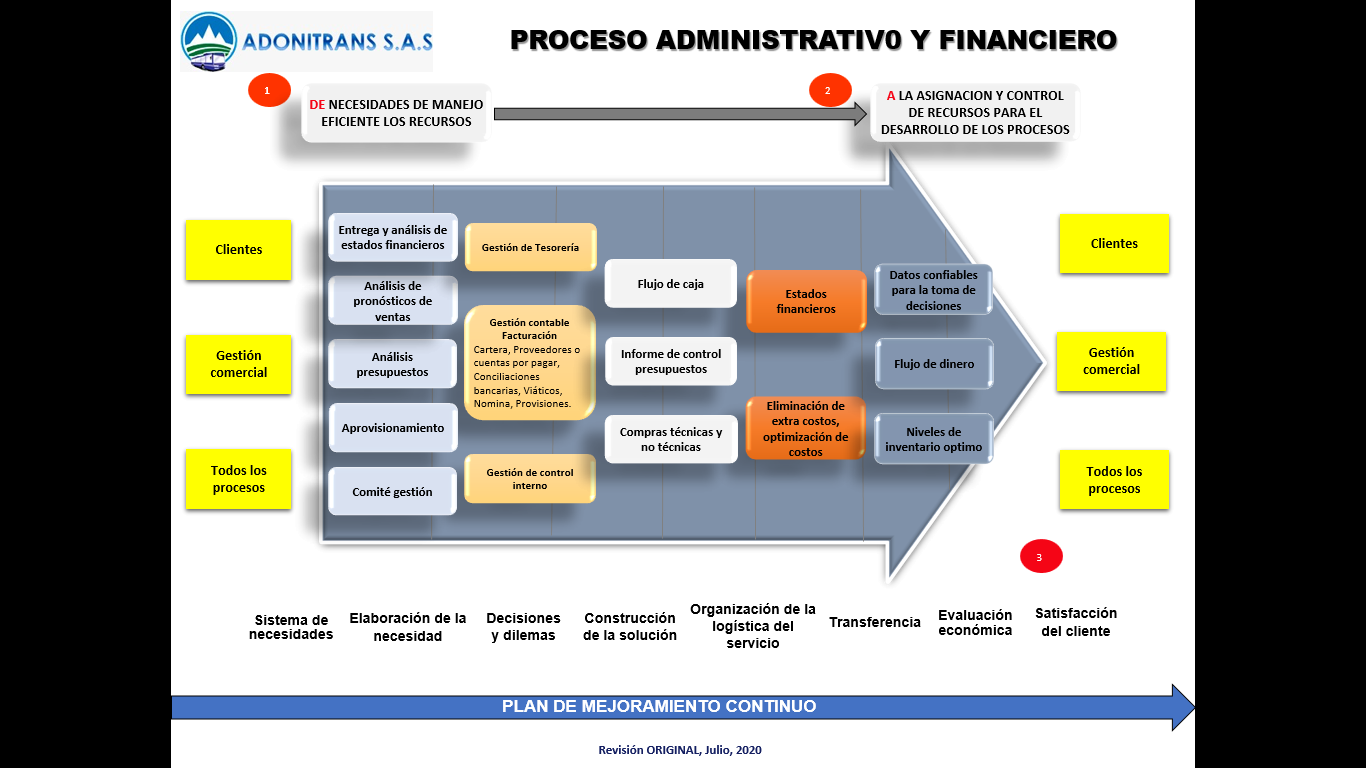 ADONITRANS S.A.S
PROCESO ADMINISTRATIV0 Y FINANCIERO
1
DE NECESIDADES DE MANEJO
EFICIENTE LOS RECURSOS
2
A LA ASIGNACION Y CONTROL
DE RECURSOS PARA EL
DESARROLLO DE LOS PROCESOS
Clientes
Gestión
comercial
Todos los
procesos
Entrega y análisis de
estados financieros
Análisis de
pronósticos de
ventas
Análisis
presupuestos
Aprovisionamiento
Comité gestión
Gestión de Tesorería
Gestión contable
Facturación
Cartera, Proveedores o
cuentas por pagar,
Conciliaciones
bancarias, Viáticos,
Nomina, Provisiones.
Gestión de control
interno
Flujo de caja
Informe de control
presupuestos
Compras técnicas y
no técnicas
Estados
financieros
Eliminación de
extra costos,
optimización de
costos
Datos confiables
para la toma de
decisiones
Flujo de dinero
Niveles de
inventario optimo
Clientes
Gestión
comercial
Todos los
procesos
3
Sistema de
necesidades
Elaboración de la
necesidad
Decisiones
y dilemas
Construcción
de la solución
Organización de la
logística del
servicio
Transferencia
Evaluación
económica
Satisfacción
del cliente
PLAN DE MEJORAMIENTO CONTINUO
Revisión ORIGINAL, Julio, 2020